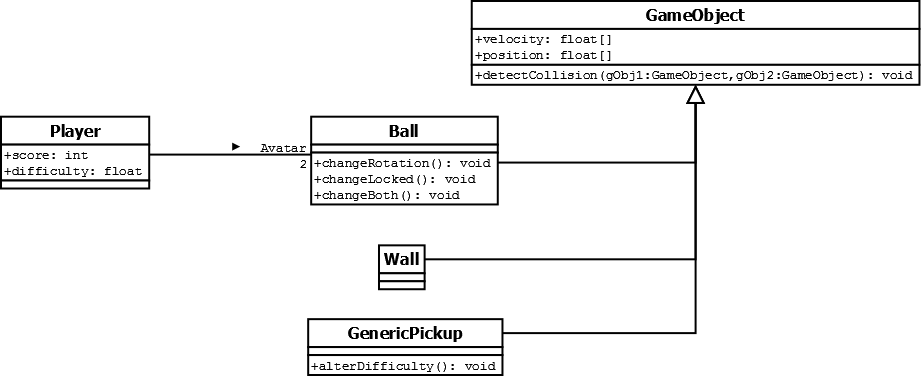 GameObject
+velocity: float[]
+position: float[]
+detectCollision(gObj1:GameObject,gObj2:GameObject): void
Player
+score: int
+difficulty: float
Avatar
2
Ball
+changeRotation(): void
+changeLocked(): void
+changeBoth(): void
Wall
GenericPickup
+alterDifficulty(): void